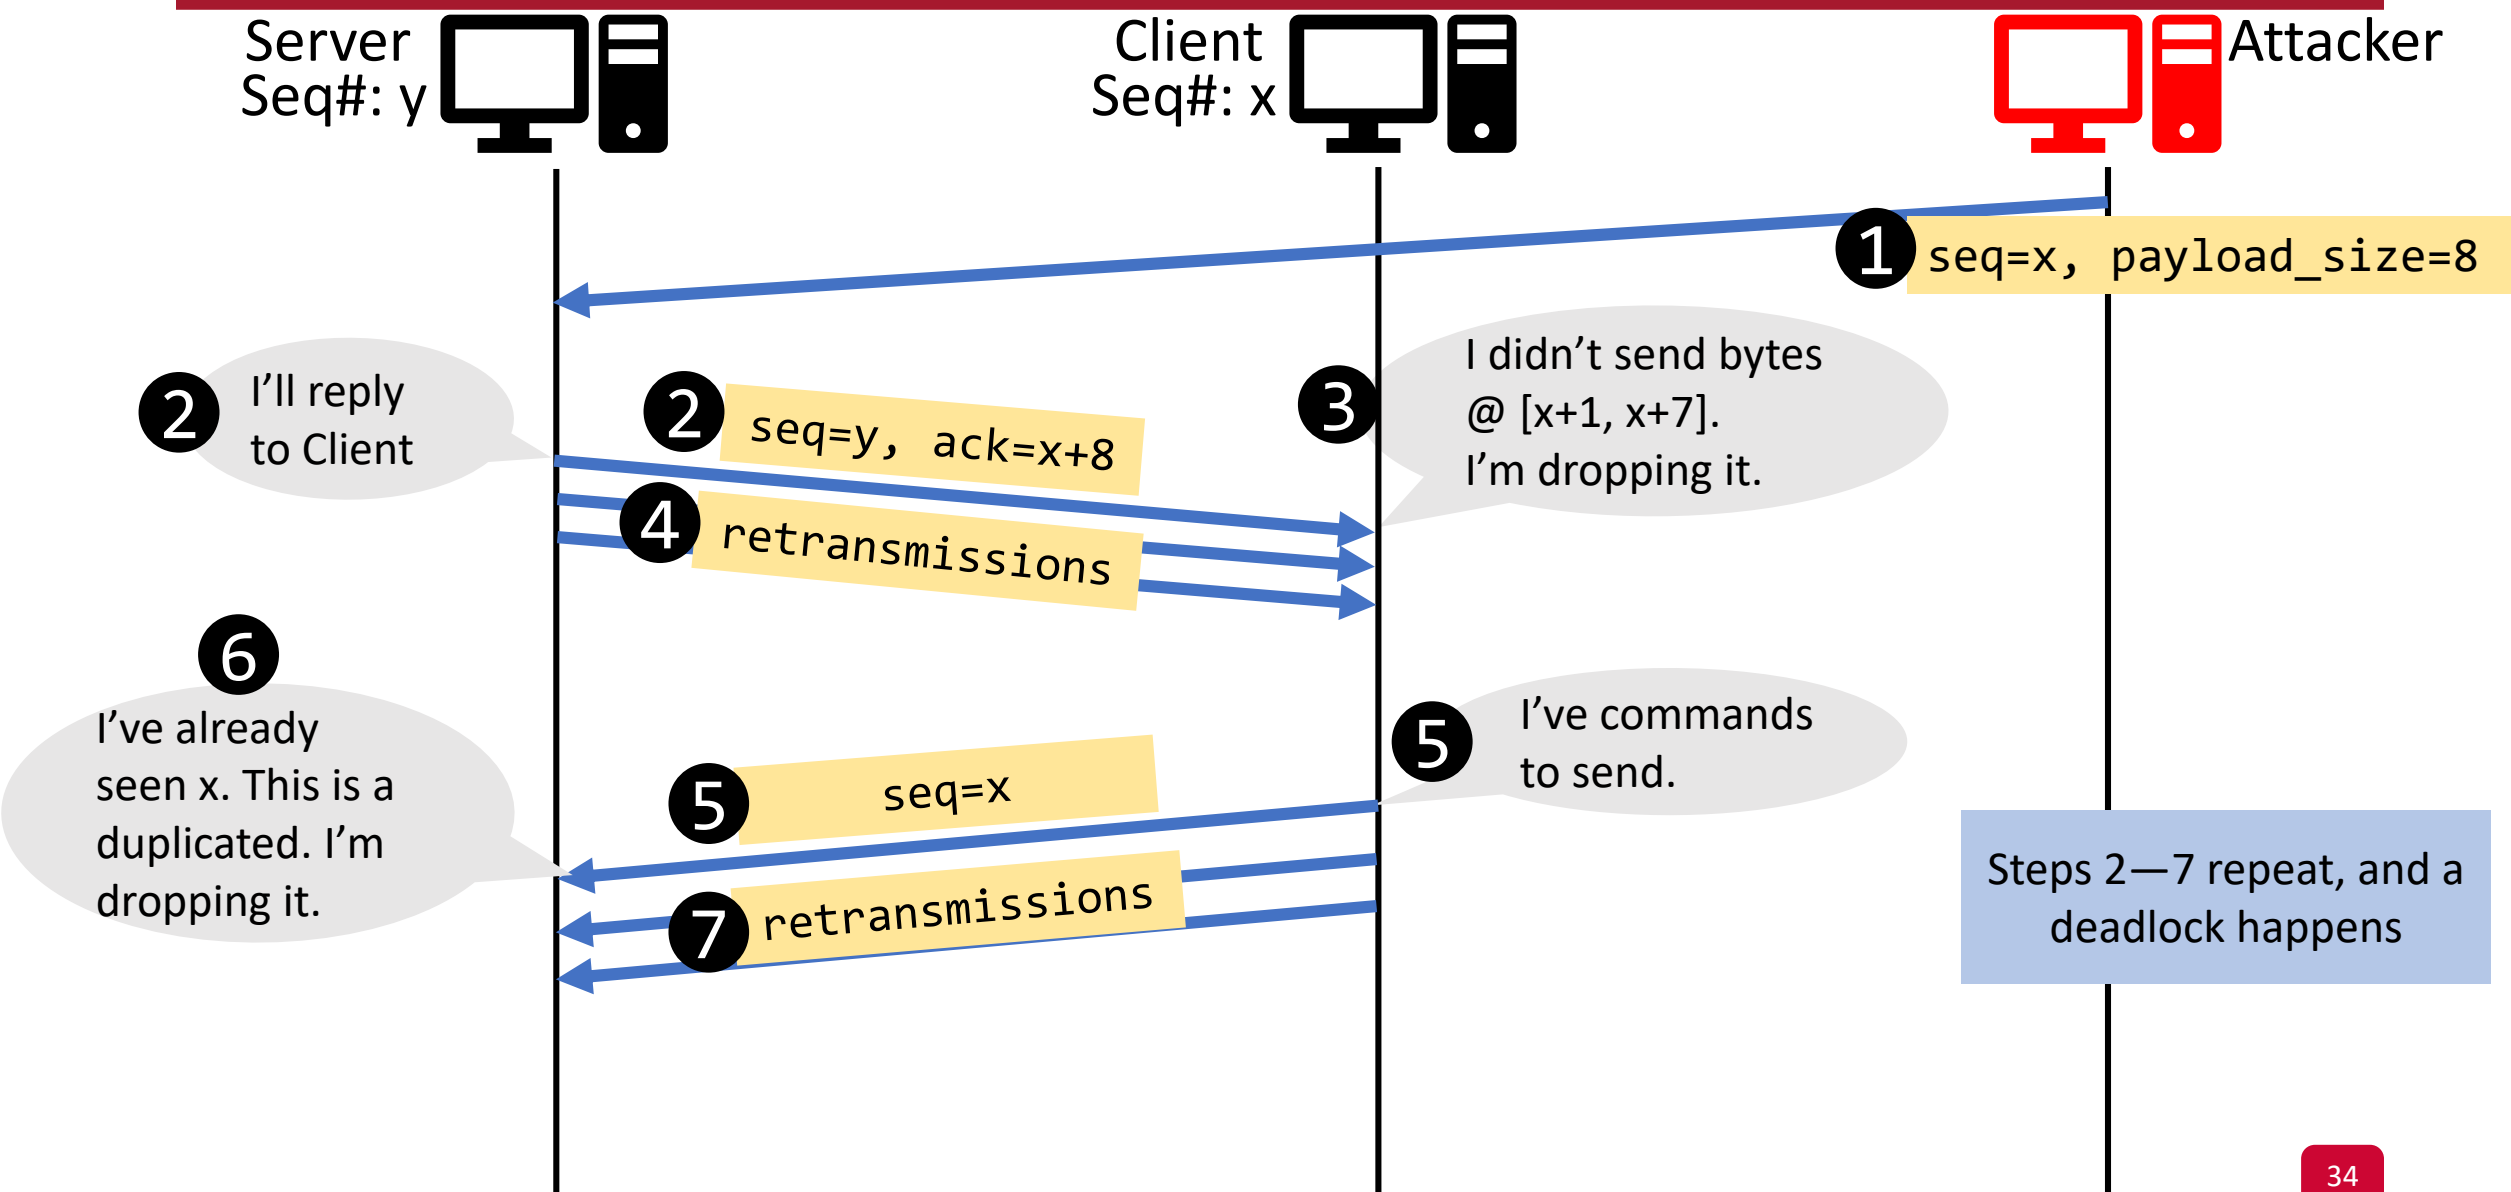 Server
Seq#: y
Client
Seq#: x
Attacker
1
seq=x, payload_size=8
2
I’ll reply
to Client
2
seq=y, ack=x+8
3
I didn’t send bytes
@ [x+1, x+7].
I’m dropping it.
4
retransmissions
5
I’ve commands
to send.
5
seq=x
6
I’ve already
seen x. This is a
duplicated. I’m
dropping it.
7
retransmissions
Steps 2—7 repeat, and a
deadlock happens
34